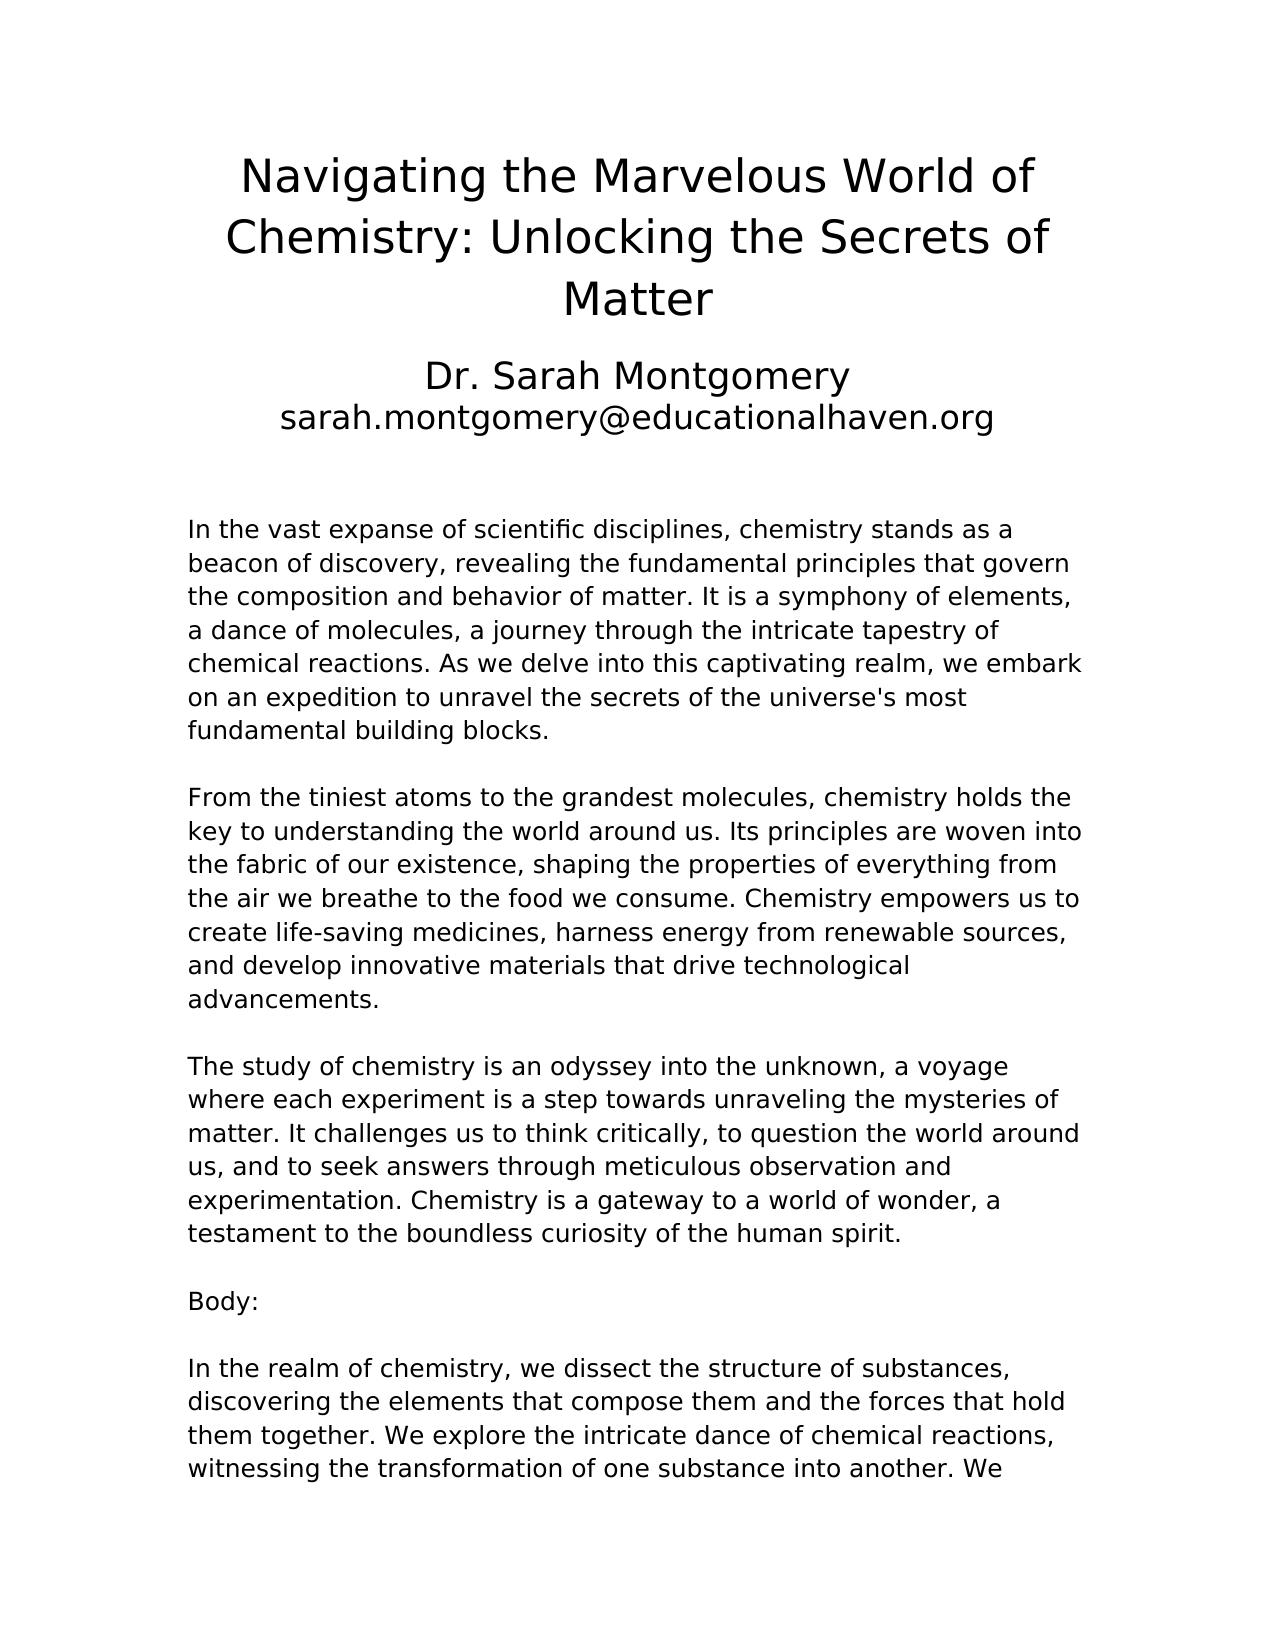 Navigating the Marvelous World of
Chemistry: Unlocking the Secrets of
Matter
Dr. Sarah Montgomery
sarah.montgomery@educationalhaven.org
In the vast expanse of scientific disciplines, chemistry stands as a
beacon of discovery, revealing the fundamental principles that govern
the composition and behavior of matter. It is a symphony of elements,
a dance of molecules, a journey through the intricate tapestry of
chemical reactions. As we delve into this captivating realm, we embark
on an expedition to unravel the secrets of the universe's most
fundamental building blocks.
From the tiniest atoms to the grandest molecules, chemistry holds the
key to understanding the world around us. Its principles are woven into
the fabric of our existence, shaping the properties of everything from
the air we breathe to the food we consume. Chemistry empowers us to
create life-saving medicines, harness energy from renewable sources,
and develop innovative materials that drive technological
advancements.
The study of chemistry is an odyssey into the unknown, a voyage
where each experiment is a step towards unraveling the mysteries of
matter. It challenges us to think critically, to question the world around
us, and to seek answers through meticulous observation and
experimentation. Chemistry is a gateway to a world of wonder, a
testament to the boundless curiosity of the human spirit.
Body:
In the realm of chemistry, we dissect the structure of substances,
discovering the elements that compose them and the forces that hold
them together. We explore the intricate dance of chemical reactions,
witnessing the transformation of one substance into another. We